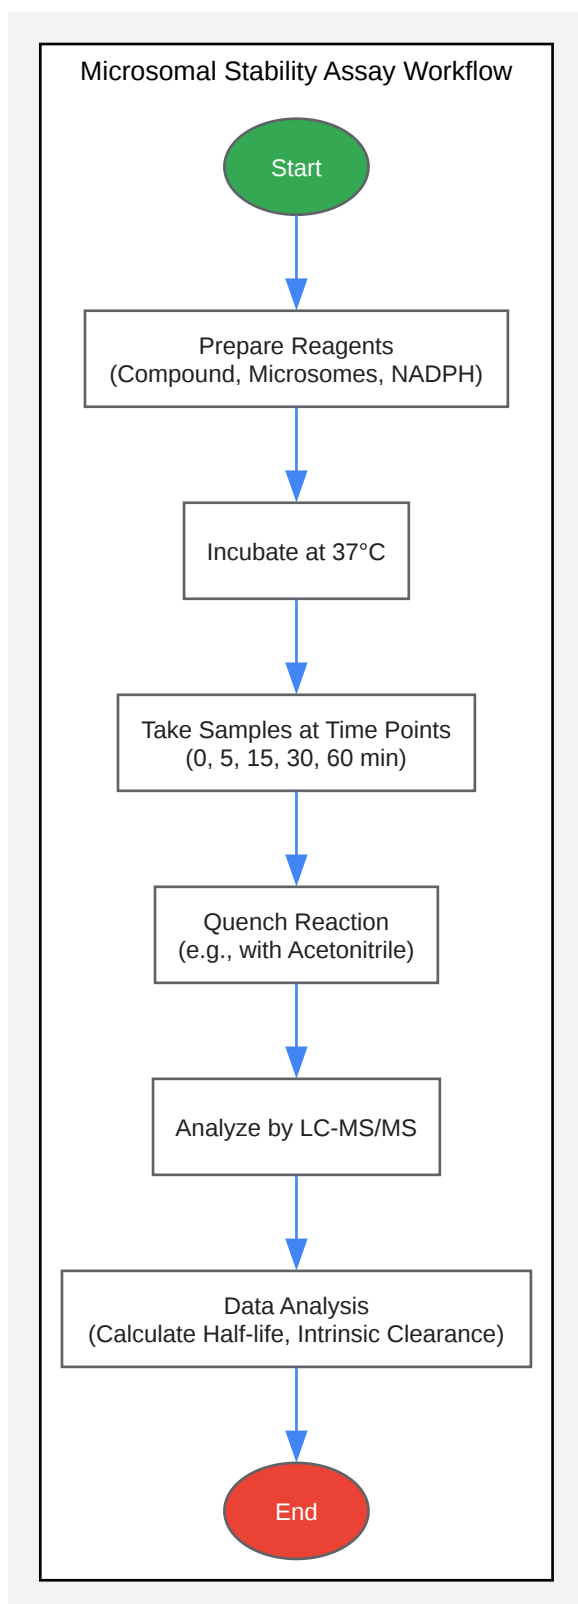 Microsomal Stability Assay Workflow
Start
Prepare Reagents
(Compound, Microsomes, NADPH)
Incubate at 37°C
Take Samples at Time Points
(0, 5, 15, 30, 60 min)
Quench Reaction
(e.g., with Acetonitrile)
Analyze by LC-MS/MS
Data Analysis
(Calculate Half-life, Intrinsic Clearance)
End